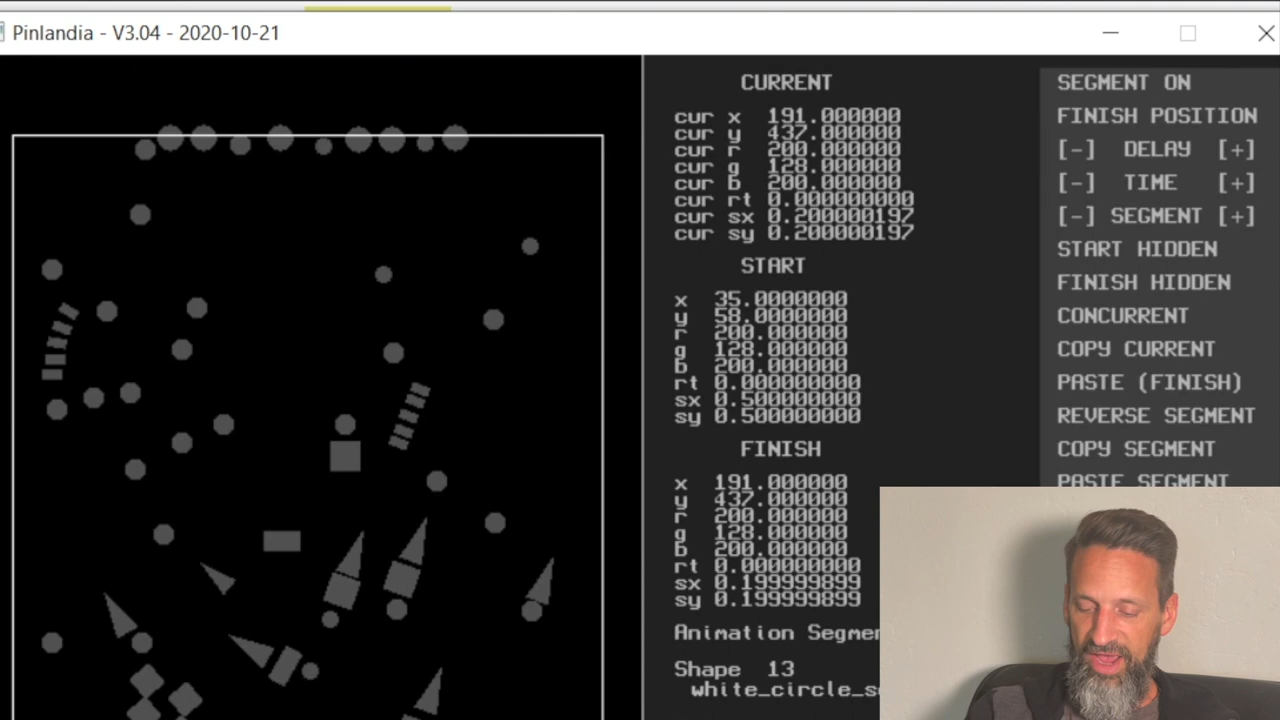 Pinlandia - V3.04 - 2020-10-21
CURRENT
cur x 191.000000
cur y 437.000000
cur r 200.000000
cur g 128.000000
cur b 200.000000
cur rt 0.000000000
cur sx 0.200000197
cur sy 0.200000197
START
x 35.0000000
y 58.0000000
r 200.000000
g 128.000000
b 200.000000
rt 0.000000000
sx 0.500000000
sy 0.500000000
FINISH
x 191.000000
y 437.000000
r 200.000000
g 128.000000
b 200.000000
rt 0.000000000
sx 0.199999899
sy 0.199999899
Animation Segmen
Shape 13
white_circle_s
SEGMENT ON
FINISH POSITION
[-] DELAY [+]
[-] TIME [+]
[-] SEGMENT [+]
START HIDDEN
FINISH HIDDEN
CONCURRENT
COPY CURRENT
PASTE (FINISH)
REVERSE SEGMENT
COPY SEGMENT
PASTE SEGMENT